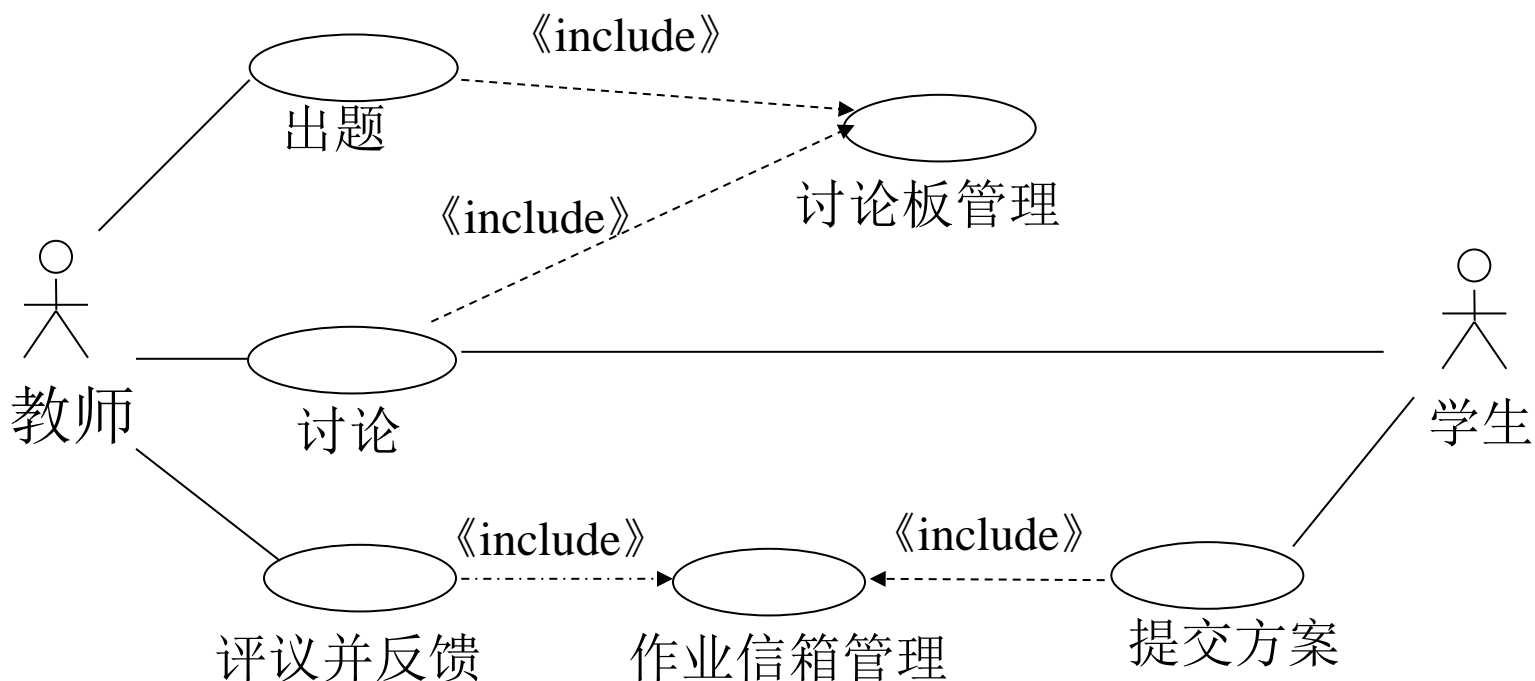 《include》
出题
讨论板管理
《include》
教师
讨论
学生
《include》
《include》
评议并反馈
作业信箱管理
提交方案